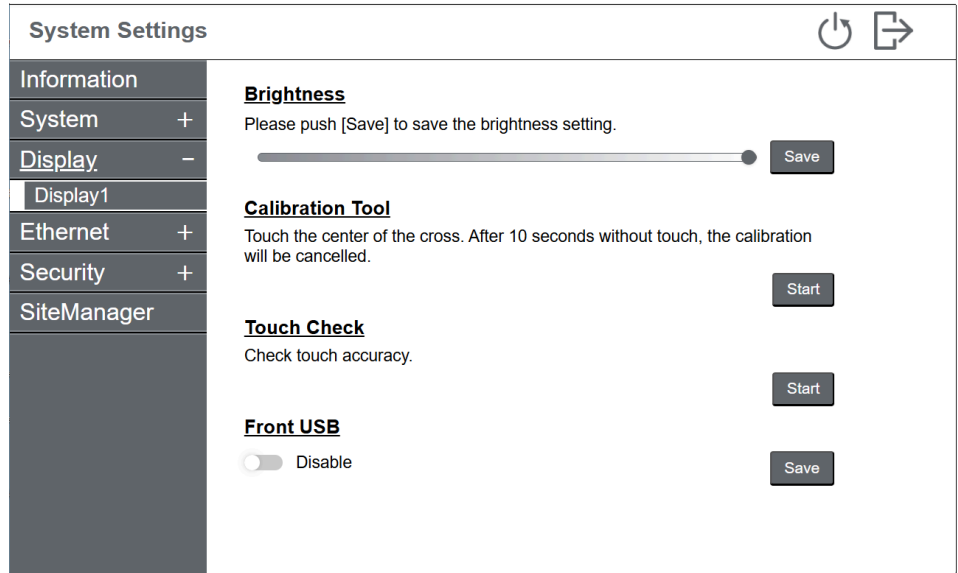 System Settings
Information
System +
Display −
Display1
Ethernet +
Security +
SiteManager
Brightness
Please push [Save] to save the brightness setting.
Save
Calibration Tool
Touch the center of the cross. After 10 seconds without touch, the calibration
will be cancelled.
Start
Touch Check
Check touch accuracy.
Start
Front USB
Disable
Save